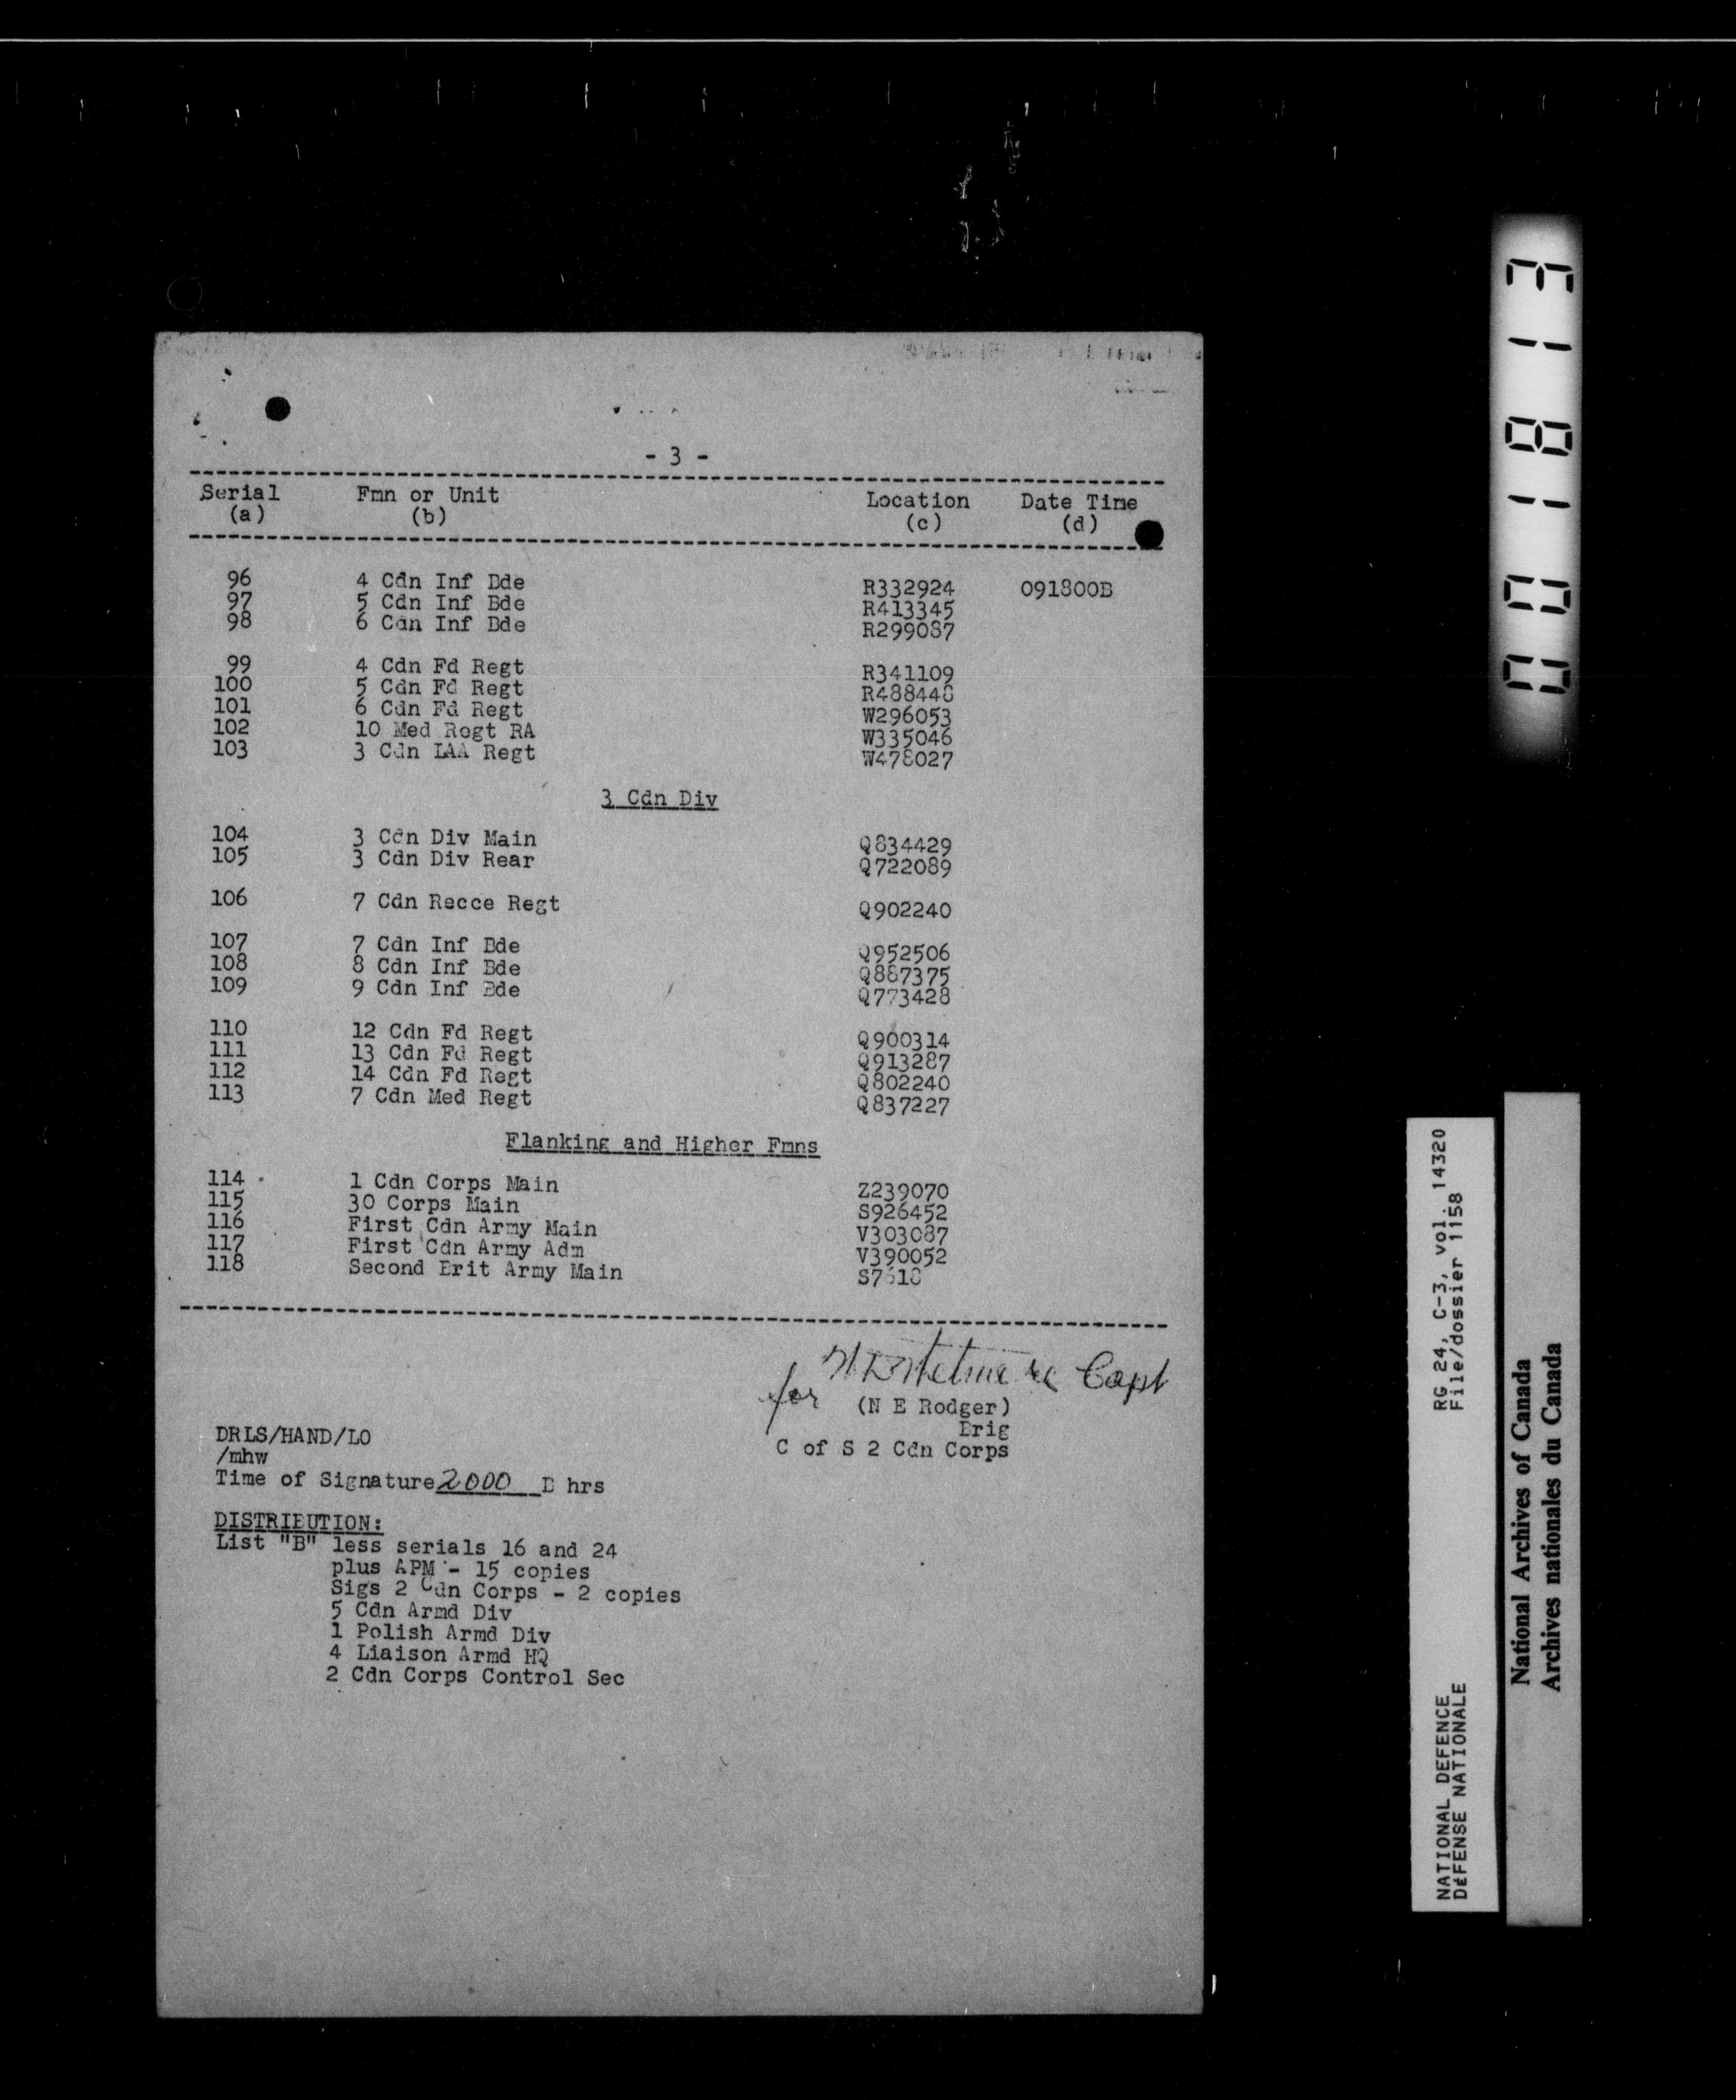 - 3 -
Serial Fmn or Unit Location Date Time
(a) (b) (c) (d)
96 4 Cdn Inf Bde R332924 091800B
97 5 Cdn Inf Bde R413345
98 6 Cdn Inf Bde R299087
99 4 Cdn Fd Regt R341109
100 5 Cdn Fd Regt R488448
101 6 Cdn Fd Regt W296053
102 10 Med Regt RA W335046
103 3 Cdn LAA Regt W478027
3 Cdn Div
104 3 Cdn Div Main Q834429
105 3 Cdn Div Rear Q722089
106 7 Cdn Recce Regt Q902240
107 7 Cdn Inf Bde Q952506
108 8 Cdn Inf Bde Q887375
109 9 Cdn Inf Bde Q773428
110 12 Cdn Fd Regt Q900314
111 13 Cdn Fd Regt Q913287
112 14 Cdn Fd Regt Q802240
113 7 Cdn Med Regt Q837227
Flanking and Higher Fmns
114 1 Cdn Corps Main Z239070
115 30 Corps Main S926452
116 First Cdn Army Main V303087
117 First Cdn Army Adm V390052
118 Second Brit Army Main
for Capt
(N E Rodger)
Brig
C of S 2 Cdn Corps
DRLS/HAND/LO
/mhw
Time of Signature 2000 B hrs
DISTRIBUTION:
List "B" less serials 16 and 24
plus APM - 15 copies
Sigs 2 Cdn Corps - 2 copies
5 Cdn Armd Div
1 Polish Armd Div
4 Liaison Armd HQ
2 Cdn Corps Control Sec
001813
RG 24, C-3, vol. 14320
File/dossier 1158
NATIONAL DEFENCE
DÉFENSE NATIONALE
National Archives of Canada
Archives nationales du Canada